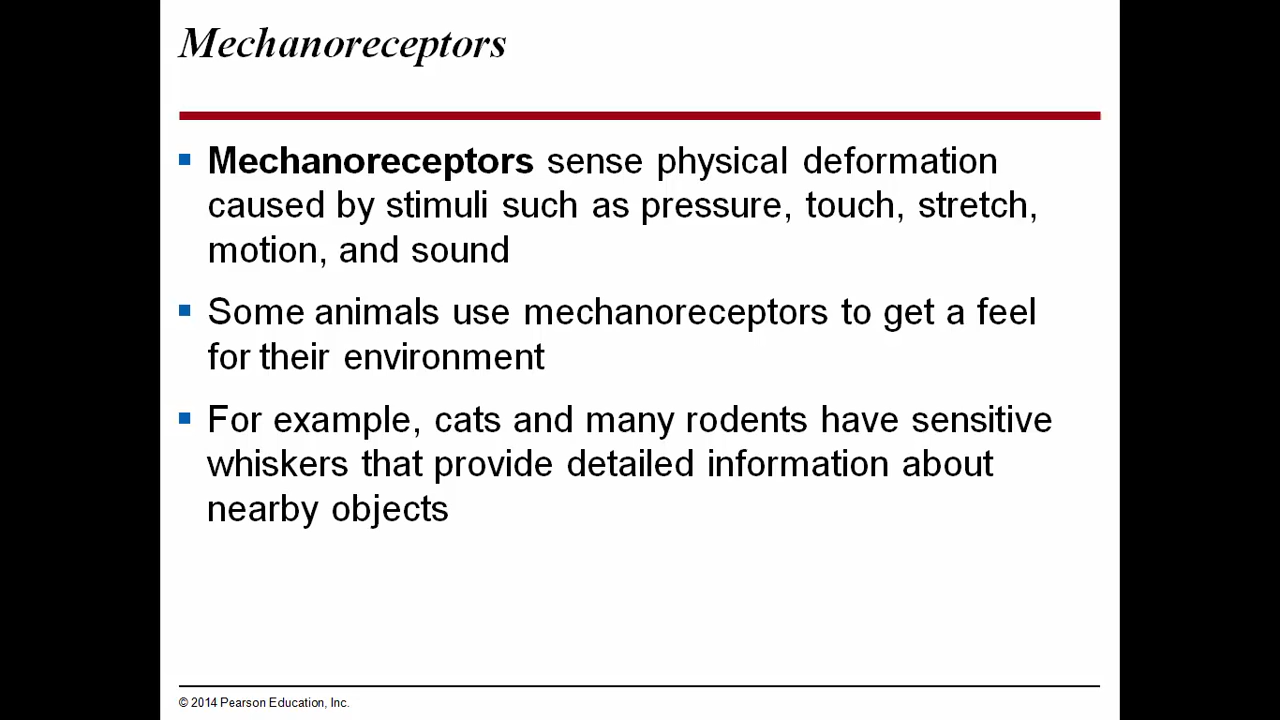 Mechanoreceptors
Mechanoreceptors sense physical deformation
caused by stimuli such as pressure, touch, stretch,
motion, and sound
Some animals use mechanoreceptors to get a feel
for their environment
For example, cats and many rodents have sensitive
whiskers that provide detailed information about
nearby objects
© 2014 Pearson Education, Inc.